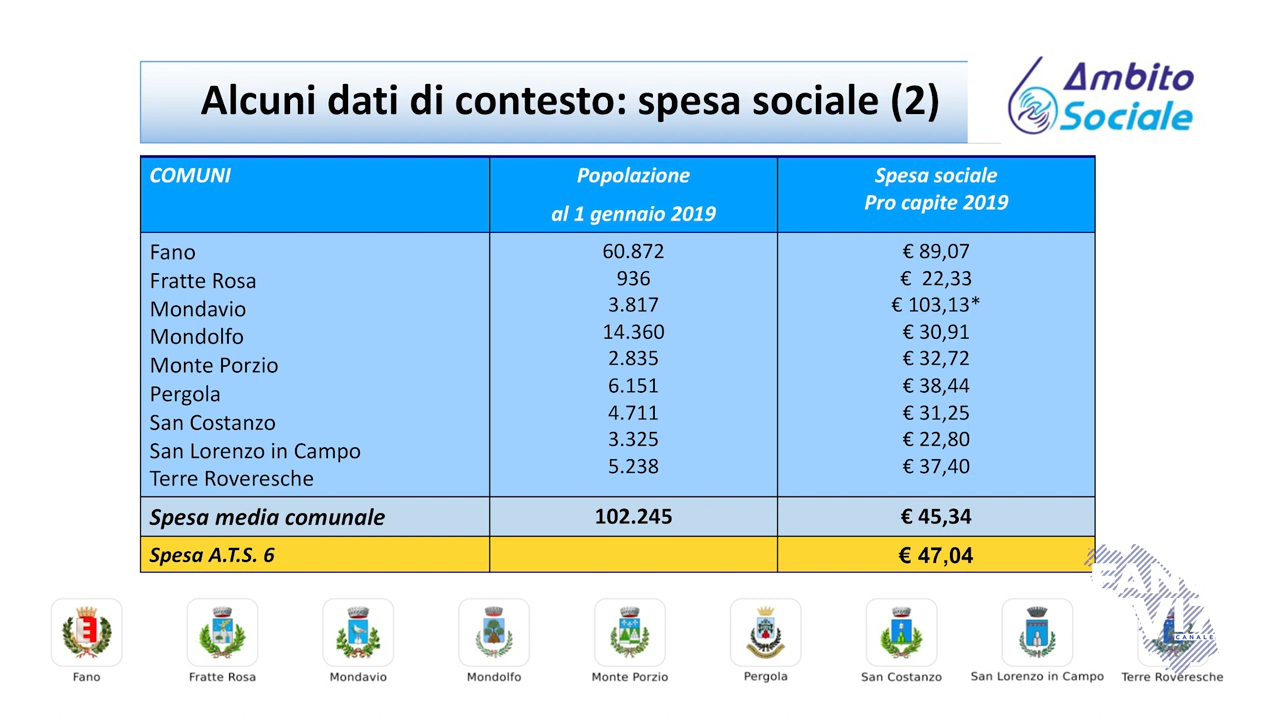 Alcuni dati di contesto: spesa sociale (2)
Ambito
Sociale
COMUNI Popolazione al 1 gennaio 2019 Spesa sociale Pro capite 2019
Fano 60.872 € 89,07
Fratte Rosa 936 € 22,33
Mondavio 3.817 € 103,13*
Mondolfo 14.360 € 30,91
Monte Porzio 2.835 € 32,72
Pergola 6.151 € 38,44
San Costanzo 4.711 € 31,25
San Lorenzo in Campo 3.325 € 22,80
Terre Roveresche 5.238 € 37,40
Spesa media comunale 102.245 € 45,34
Spesa A.T.S. 6 € 47,04
CANALE
Fano Fratte Rosa Mondavio Mondolfo Monte Porzio Pergola San Costanzo San Lorenzo in Campo Terre Roveresche